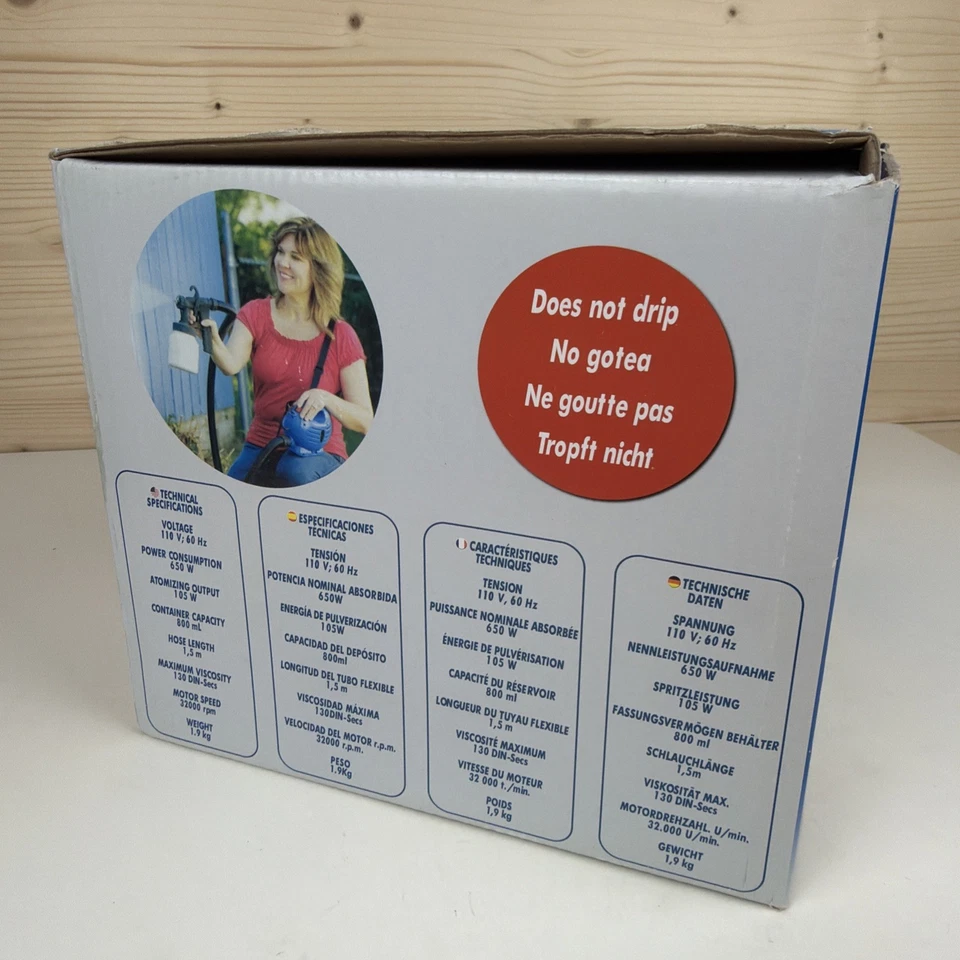 Does not drip
No gotea
Ne goutte pas
Tropft nicht
TECHNICAL
SPECIFICATIONS
VOLTAGE
110 V; 60 Hz
POWER CONSUMPTION
650 W
ATOMIZING OUTPUT
105 W
CONTAINER CAPACITY
800 mL
HOSE LENGTH
1,5 m
MAXIMUM VISCOSITY
130 DIN-Secs
MOTOR SPEED
32000 rpm
WEIGHT
1.9 kg
ESPECIFICACIONES
TÉCNICAS
TENSIÓN
110 V; 60 Hz
POTENCIA NOMINAL ABSORBIDA
650W
ENERGÍA DE PULVERIZACIÓN
105W
CAPACIDAD DEL DEPÓSITO
800ml
LONGITUD DEL TUBO FLEXIBLE
1,5 m
VISCOSIDAD MÁXIMA
130DIN-Secs
VELOCIDAD DEL MOTOR r.p.m.
32000 r.p.m.
PESO
1.9Kg
CARACTÉRISTIQUES
TECHNIQUES
TENSION
110 V, 60 Hz
PUISSANCE NOMINALE ABSORBÉE
650 W
ÉNERGIE DE PULVÉRISATION
105 W
CAPACITÉ DU RÉSERVOIR
800 ml
LONGUEUR DU TUYAU FLEXIBLE
1,5 m
VISCOSITÉ MAXIMUM
130 DIN-Secs
VITESSE DU MOTEUR
32 000 t./min.
POIDS
1,9 kg
TECHNISCHE
DATEN
SPANNUNG
110 V; 60 Hz
NENNLEISTUNGSAUFNAHME
650 W
SPRITZLEISTUNG
105 W
FASSUNGSVERMÖGEN BEHÄLTER
800 ml
SCHLAUCHLÄNGE
1,5m
VISKOSITÄT MAX.
130 DIN-Secs
MOTORDREHZAHL. U/min.
32.000 U/min.
GEWICHT
1,9 kg